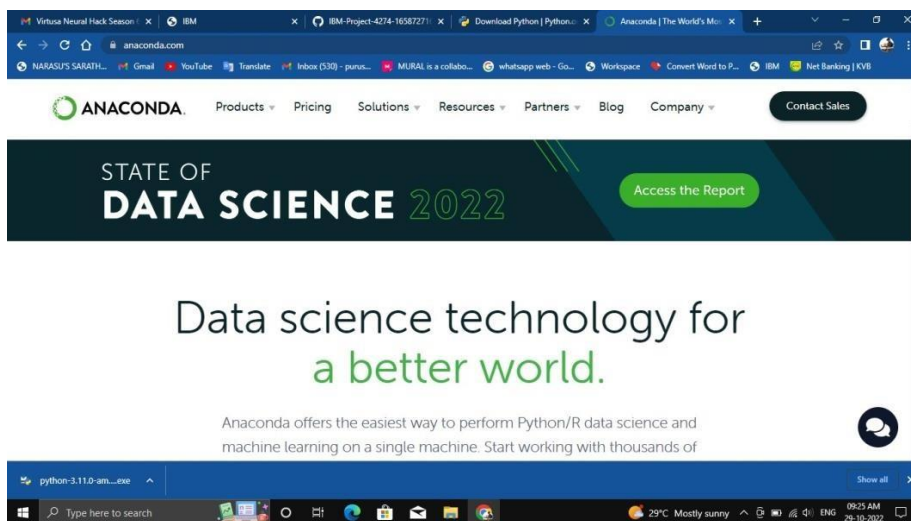 Virtusa Neural Hack Season
IBM
IBM-Project-4274-16587271
Download Python | Python.o
Anaconda | The World's Mos
anaconda.com
NARASU'S SARATH...
Gmail
YouTube
Translate
Inbox (530) - purus...
MURAL is a collabo...
whatsapp web - Go...
Workspace
Convert Word to P...
IBM
Net Banking | KVB
ANACONDA.
Products
Pricing
Solutions
Resources
Partners
Blog
Company
Contact Sales
STATE OF
DATA SCIENCE 2022
Access the Report
Data science technology for
a better world.
Anaconda offers the easiest way to perform Python/R data science and
machine learning on a single machine. Start working with thousands of
python-3.11.0-am....exe
Show all
Type here to search
29°C Mostly sunny
ENG
09:25 AM
29-10-2022